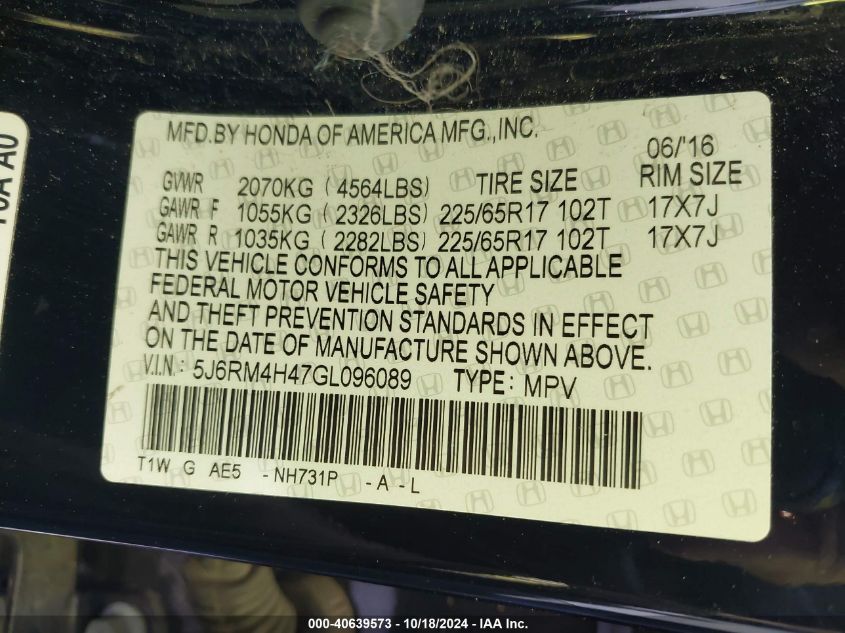 MFD.BY HONDA OF AMERICA MFG.,INC. 06/'16
GVWR 2070KG (4564LBS) TIRE SIZE RIM SIZE
GAWR F 1055KG (2326LBS) 225/65R17 102T 17X7J
GAWR R 1035KG (2282LBS) 225/65R17 102T 17X7J
THIS VEHICLE CONFORMS TO ALL APPLICABLE
FEDERAL MOTOR VEHICLE SAFETY
AND THEFT PREVENTION STANDARDS IN EFFECT
ON THE DATE OF MANUFACTURE SHOWN ABOVE.
V.I.N: 5J6RM4H47GL096089 TYPE: MPV
T1W G AE5 -NH731P -A-L
000-40639573 - 10/18/2024 - IAA Inc.